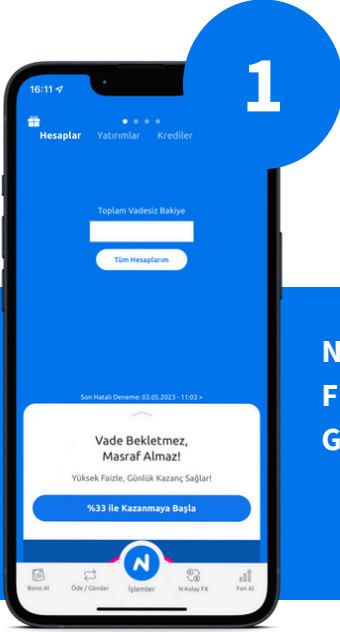 1
16:11
Hesaplar Yatırımlar Krediler
Toplam Vadesiz Bakiye
Tüm Hesaplarım
Son Hatalı Deneme: 03.05.2023 - 11:03 >
Vade Bekletmez,
Masraf Almaz!
Yüksek Faizle, Günlük Kazanç Sağlar!
%33 ile Kazanmaya Başla
N
Bono Al Öde / Gönder İşlemler N Kolay FX Fon Al
N
F
G